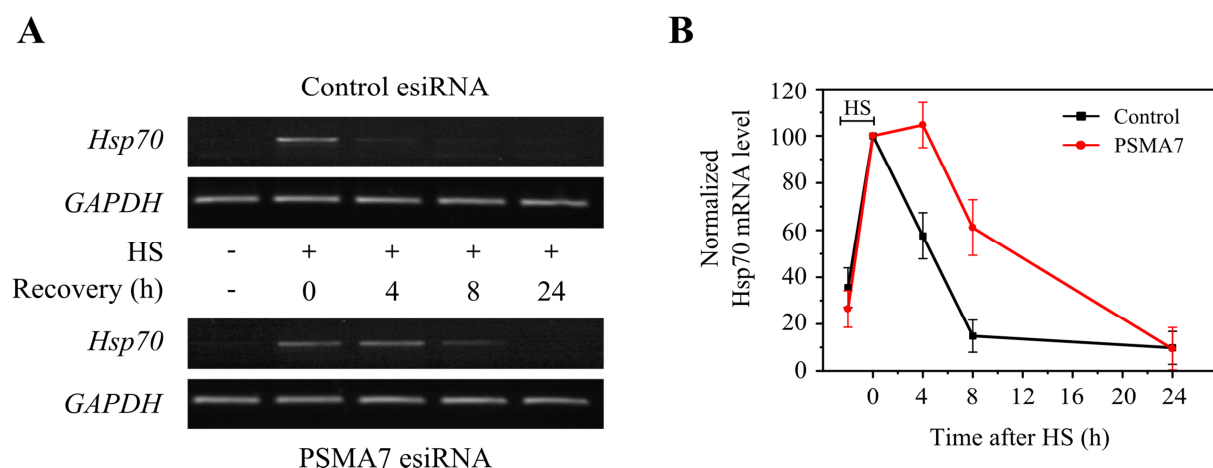 A
Control esiRNA
Hsp70
GAPDH
HS - + + + +
Recovery (h) - 0 4 8 24
Hsp70
GAPDH
PSMA7 esiRNA
B
Normalized
Hsp70 mRNA level
120
100
80
60
40
20
0
HS
Control
PSMA7
0 4 8 12 16 20 24
Time after HS (h)